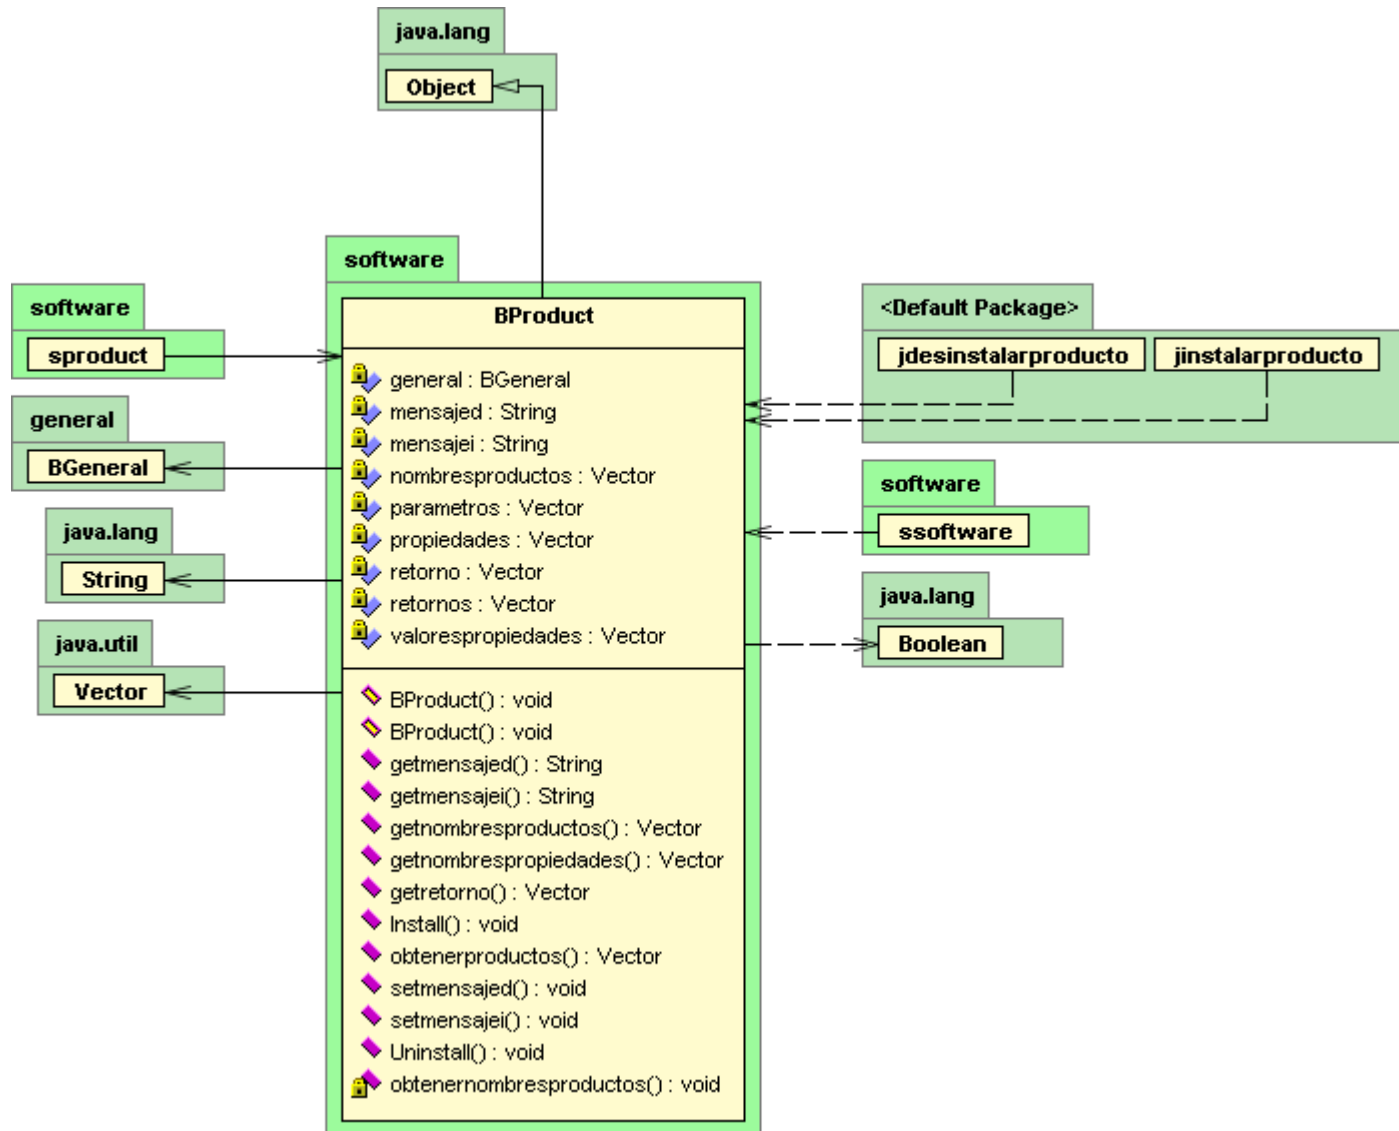 java.lang
Object
software
BProduct
general : BGeneral
mensajed : String
mensajei : String
nombresproductos : Vector
parametros : Vector
propiedades : Vector
retorno : Vector
retornos : Vector
valorespropiedades : Vector
BProduct() : void
BProduct() : void
getmensajed() : String
getmensajei() : String
getnombresproductos() : Vector
getnombrespropiedades() : Vector
getretorno() : Vector
Install() : void
obtenerproductos() : Vector
setmensajed() : void
setmensajei() : void
Uninstall() : void
obtenernombresproductos() : void
software
sproduct
general
BGeneral
java.lang
String
java.util
Vector
<Default Package>
jdesinstalarproducto
jinstalarproducto
software
ssoftware
java.lang
Boolean